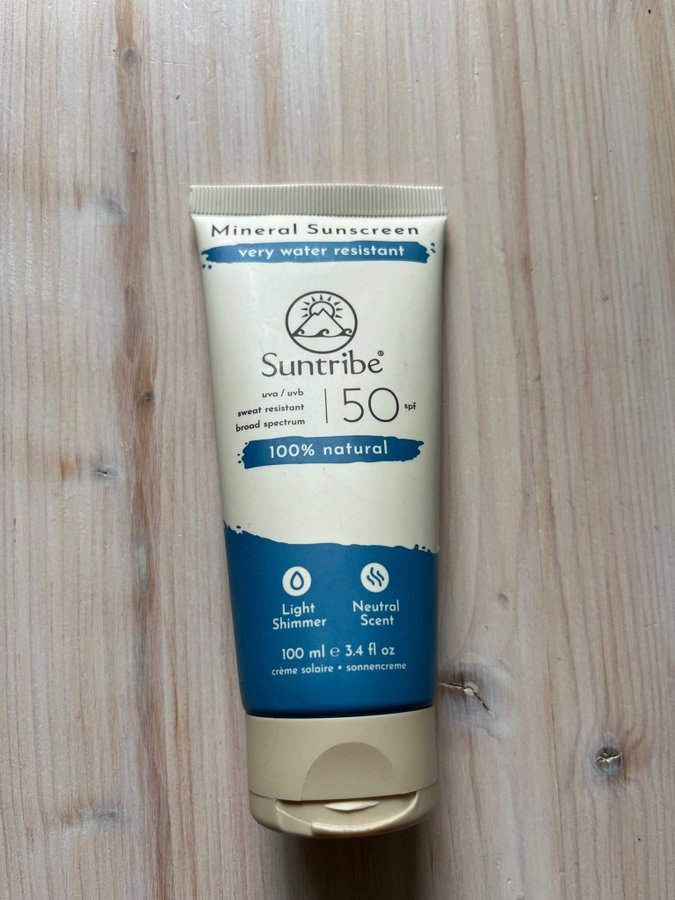 Mineral Sunscreen
very water resistant
Suntribe®
uva / uvb
sweat resistant
broad spectrum
50 spf
100% natural
Light
Shimmer
Neutral
Scent
100 ml ℮ 3.4 fl oz
crème solaire • sonnencreme